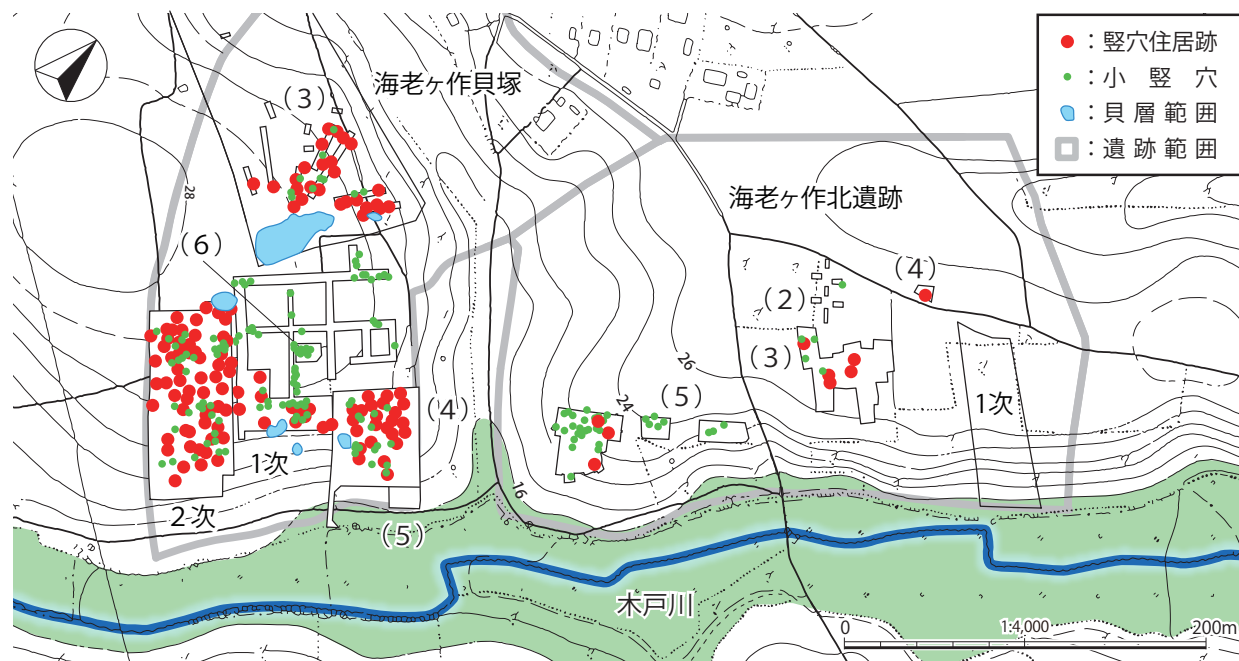 ：竪穴住居跡
：小竪穴
：貝層範囲
：遺跡範囲
海老ヶ作貝塚
（3）
28
（6）
海老ヶ作北遺跡
（4）
（2）
（3）
26
24
（5）
（4）
1次
1次
2次
16
（5）
木戸川
0
1:4,000
200m